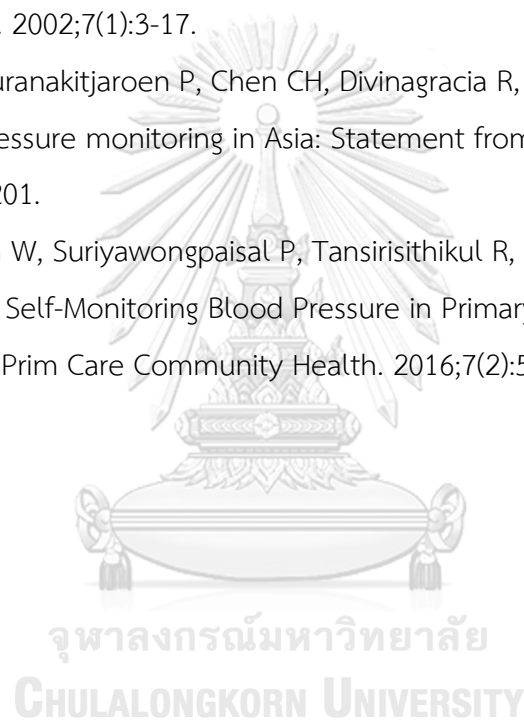 . 2002;7(1):3-17.
uranakitjaroen P, Chen CH, Divinagracia R,
essure monitoring in Asia: Statement from
201.
W, Suriyawongpaisal P, Tansirisithikul R,
Self-Monitoring Blood Pressure in Primary
Prim Care Community Health. 2016;7(2):5
จุฬาลงกรณ์มหาวิทยาลัย
CHULALONGKORN UNIVERSITY